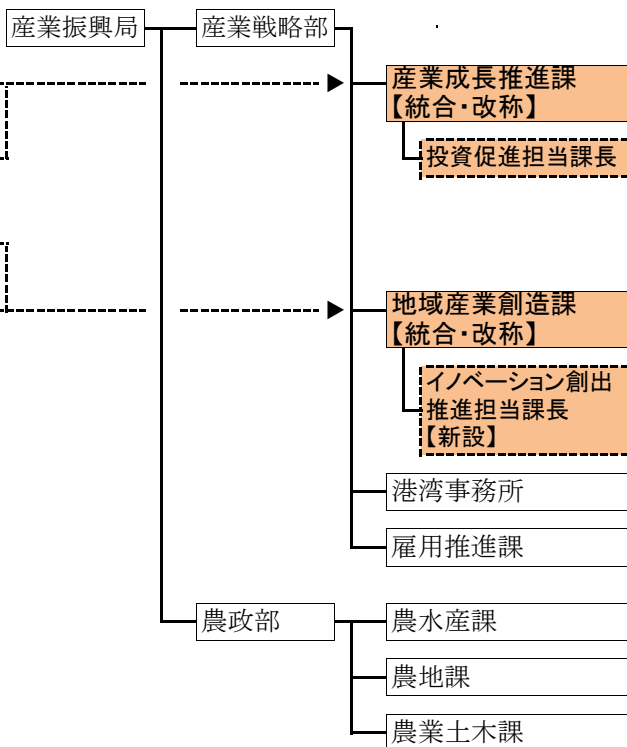 産業振興局
産業戦略部
産業成長推進課
【統合・改称】
投資促進担当課長
地域産業創造課
【統合・改称】
イノベーション創出
推進担当課長
【新設】
港湾事務所
雇用推進課
農政部
農水産課
農地課
農業土木課